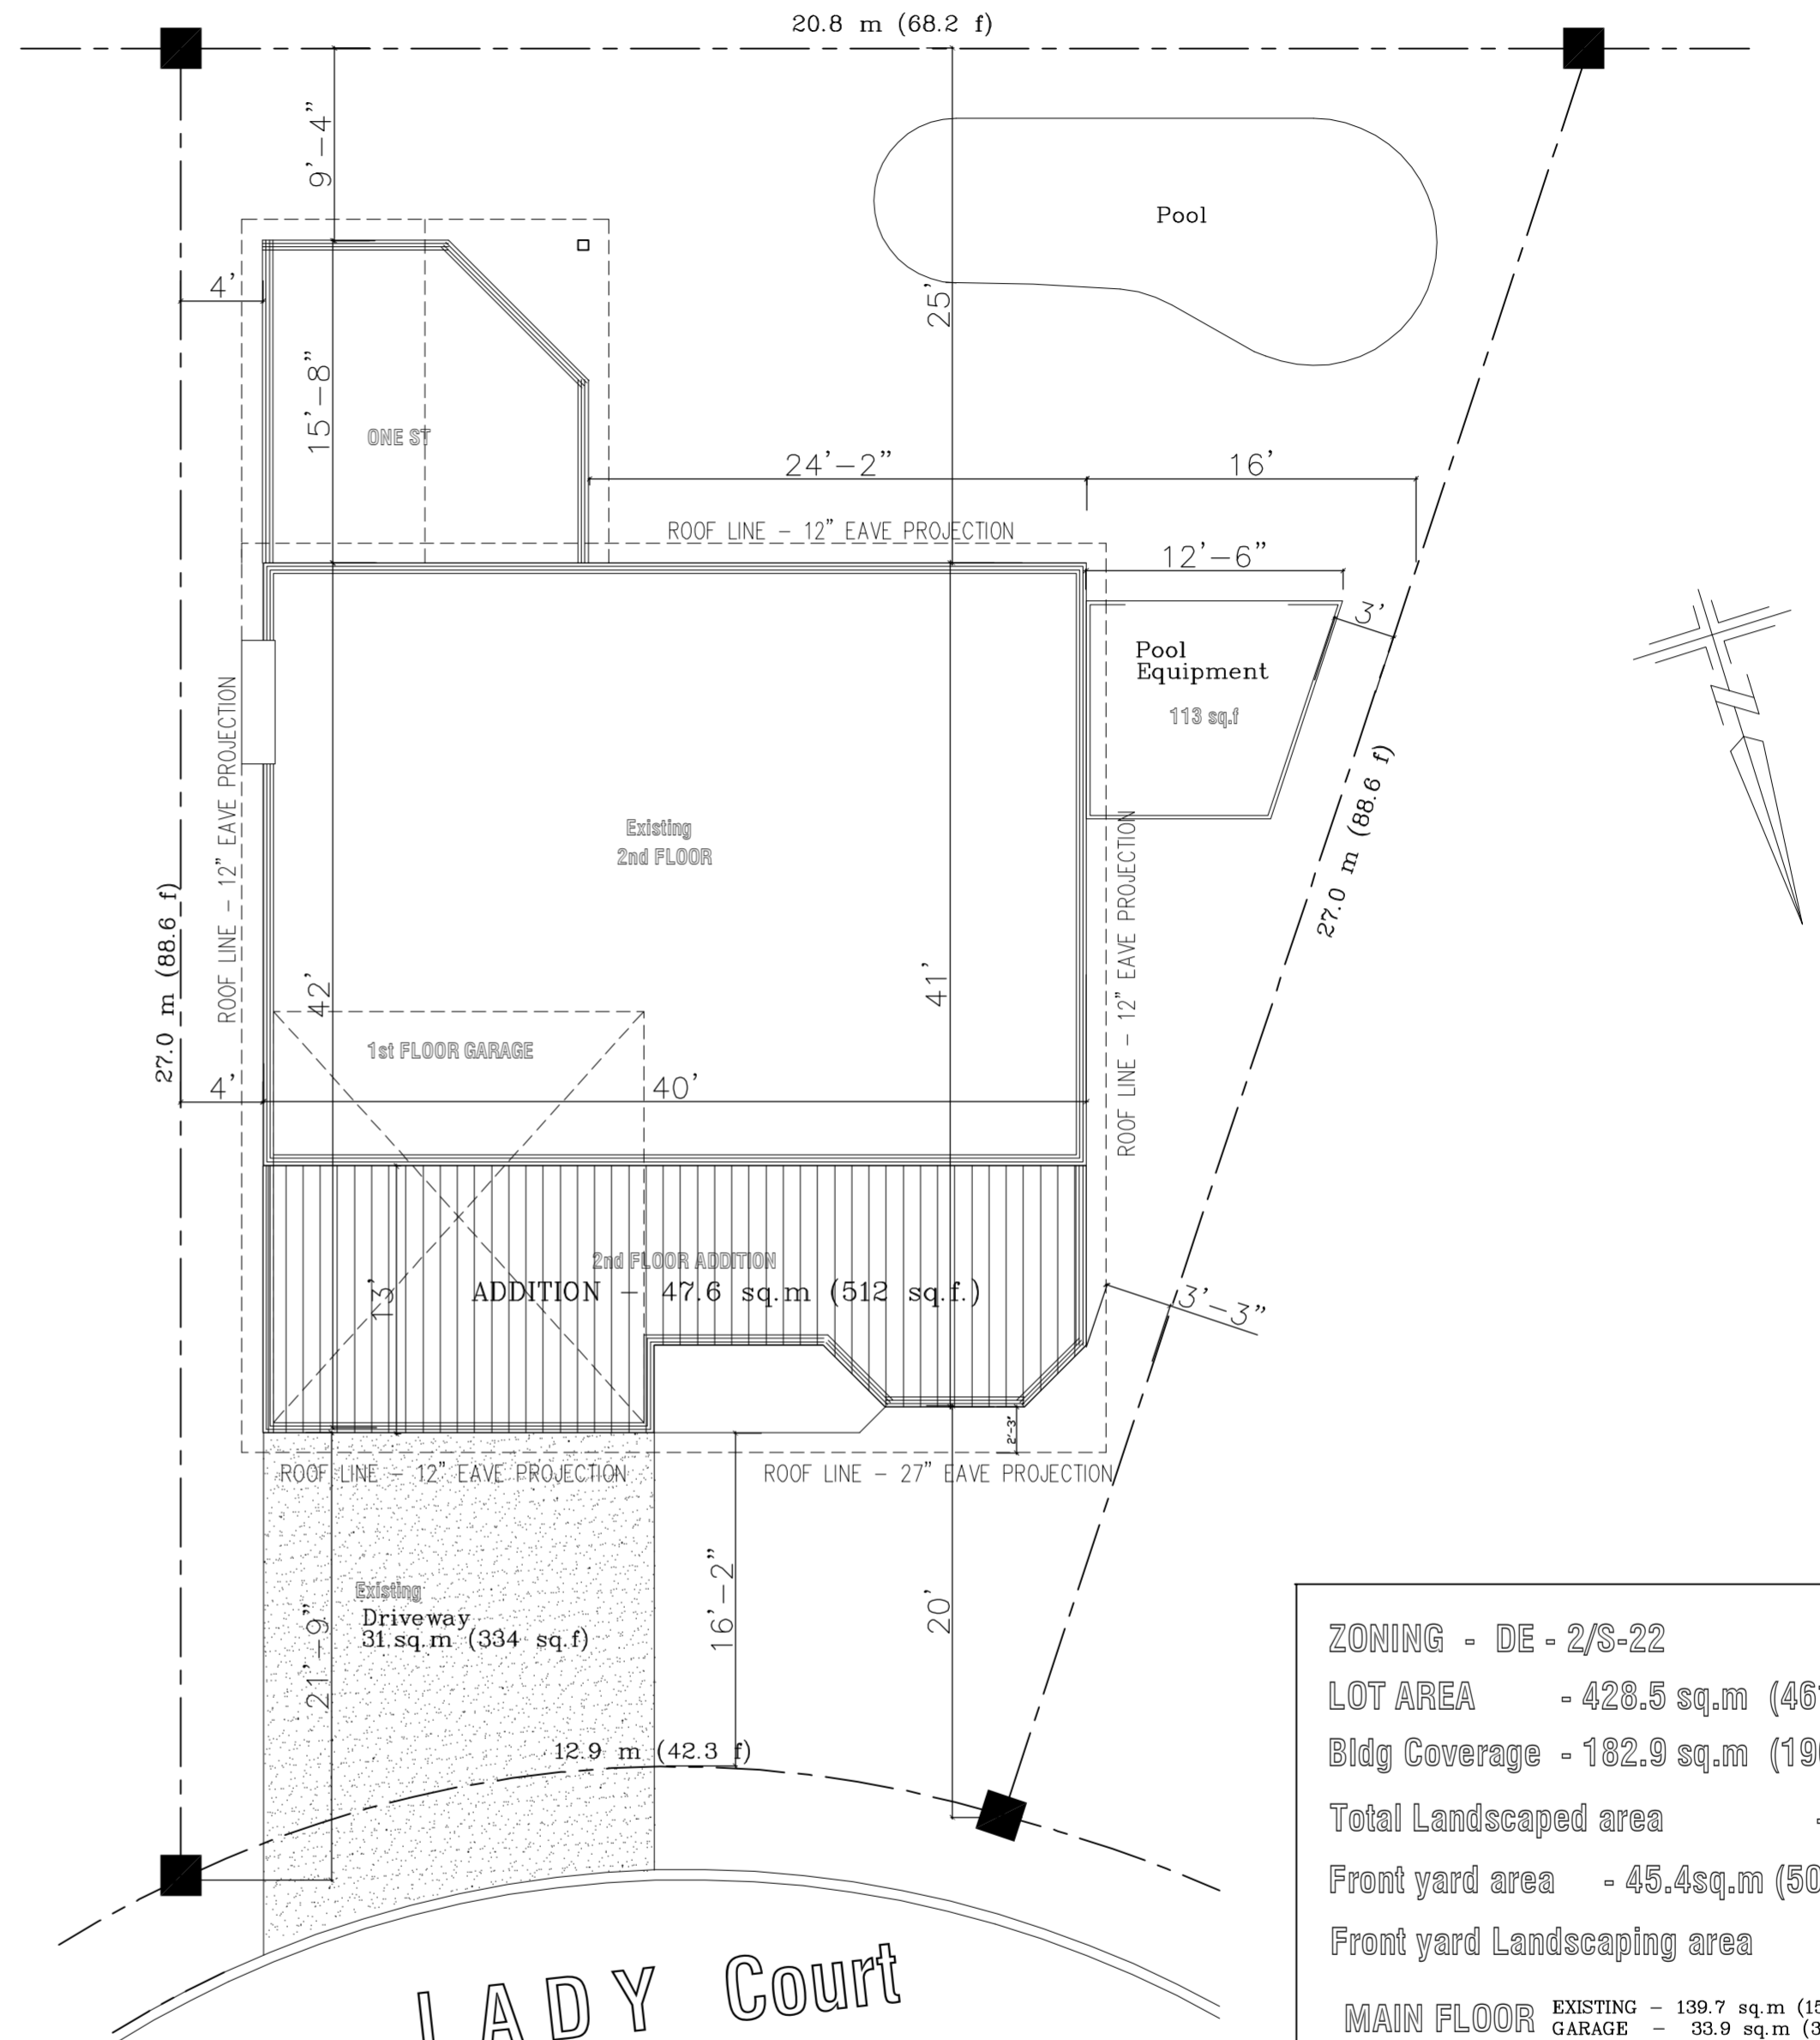 20.8 m (68.2 f)
9'-4"
Pool
4'
25'
15'-8"
ONE ST
24'-2"
16'
ROOF LINE - 12" EAVE PROJECTION
12'-6"
3'
Pool
Equipment
113 sq.f
N
ROOF LINE - 12" EAVE PROJECTION
Existing
2nd FLOOR
27.0 m (88.6 f)
ROOF LINE - 12" EAVE PROJECTION
27.0 m (88.6 f)
42'
41'
1st FLOOR GARAGE
4'
40'
2nd FLOOR ADDITION
ADDITION - 47.6 sq.m (512 sq.f.)
13'
3'-3"
2'-3"
ROOF LINE - 12" EAVE PROJECTION
ROOF LINE - 27" EAVE PROJECTION
Existing
Driveway
31.sq.m (334 sq.f)
21'-9"
16'-2"
20'
12.9 m (42.3 f)
LADY Court
ZONING - DE - 2/S-22
LOT AREA - 428.5 sq.m (461
Bldg Coverage - 182.9 sq.m (196
Total Landscaped area -
Front yard area - 45.4sq.m (50
Front yard Landscaping area
MAIN FLOOR EXISTING - 139.7 sq.m (15
GARAGE - 33.9 sq.m (3